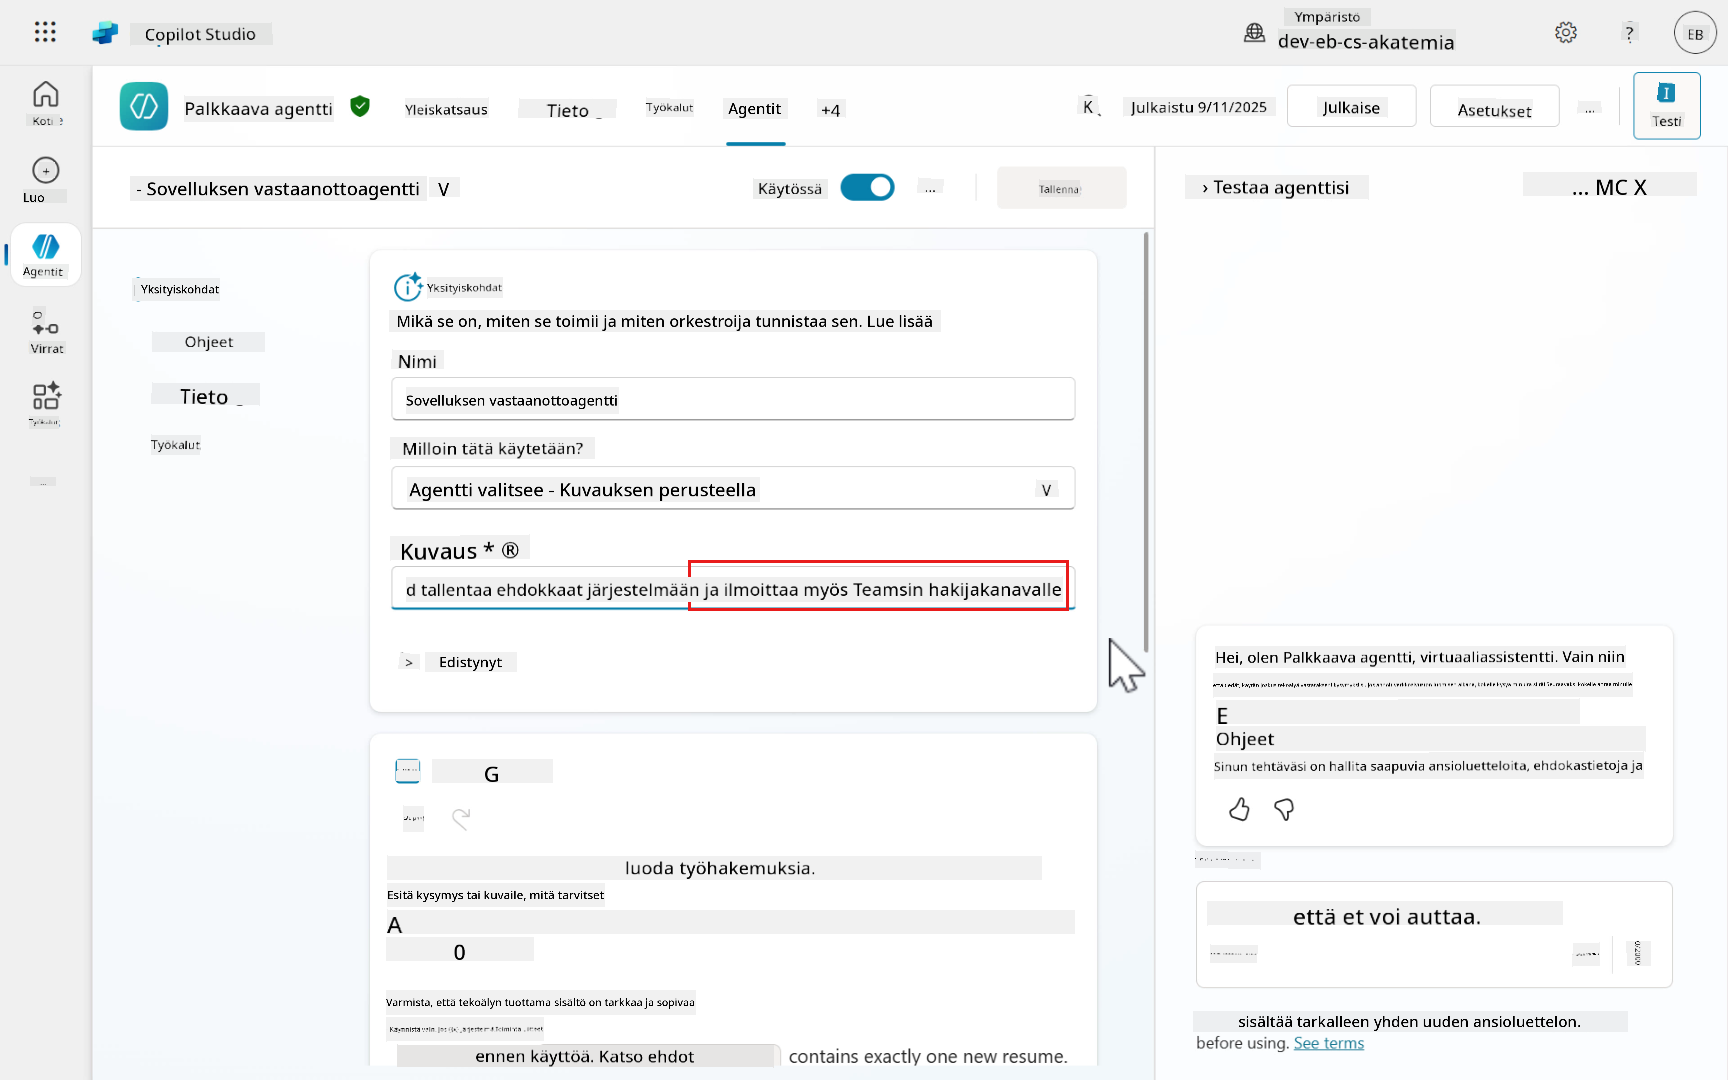 Copilot Studio
Ympäristö
dev-eb-cs-akatemia
?
EB
Palkkaava agentti
Yleiskatsaus
Tieto
Työkalut
Agentit
+4
K
Julkaistu 9/11/2025
Julkaise
Asetukset
...
Testi
Koti
Luo
Agentit
Virrat
Työkalut
- Sovelluksen vastaanottoagentti V
Käytössä
...
Tallenna
› Testaa agenttisi
... MC X
Yksityiskohdat
Ohjeet
Tieto
Työkalut
Yksityiskohdat
Mikä se on, miten se toimii ja miten orkestroija tunnistaa sen. Lue lisää
Nimi
Sovelluksen vastaanottoagentti
Milloin tätä käytetään?
Agentti valitsee - Kuvauksen perusteella V
Kuvaus * ®
d tallentaa ehdokkaat järjestelmään ja ilmoittaa myös Teamsin hakijakanavalle
> Edistynyt
G
luoda työhakemuksia.
Esitä kysymys tai kuvaile, mitä tarvitset
A
0
Varmista, että tekoälyn tuottama sisältö on tarkkaa ja sopivaa
ennen käyttöä. Katso ehdot contains exactly one new resume.
Hei, olen Palkkaava agentti, virtuaaliassistentti. Vain niin
E
Ohjeet
Sinun tehtäväsi on hallita saapuvia ansioluetteloita, ehdokastietoja ja
että et voi auttaa.
sisältää tarkalleen yhden uuden ansioluettelon.
before using. See terms